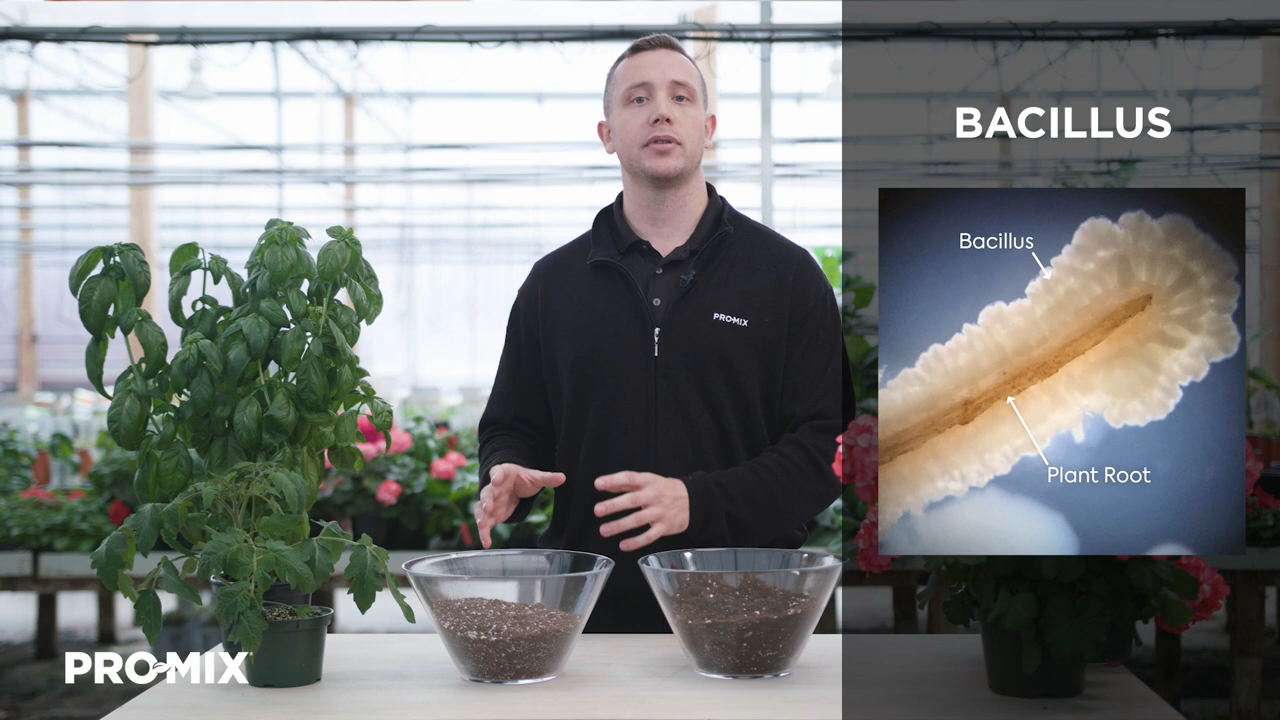 BACILLUS
Bacillus
Plant Root
PRO-MIX
PRO-MIX